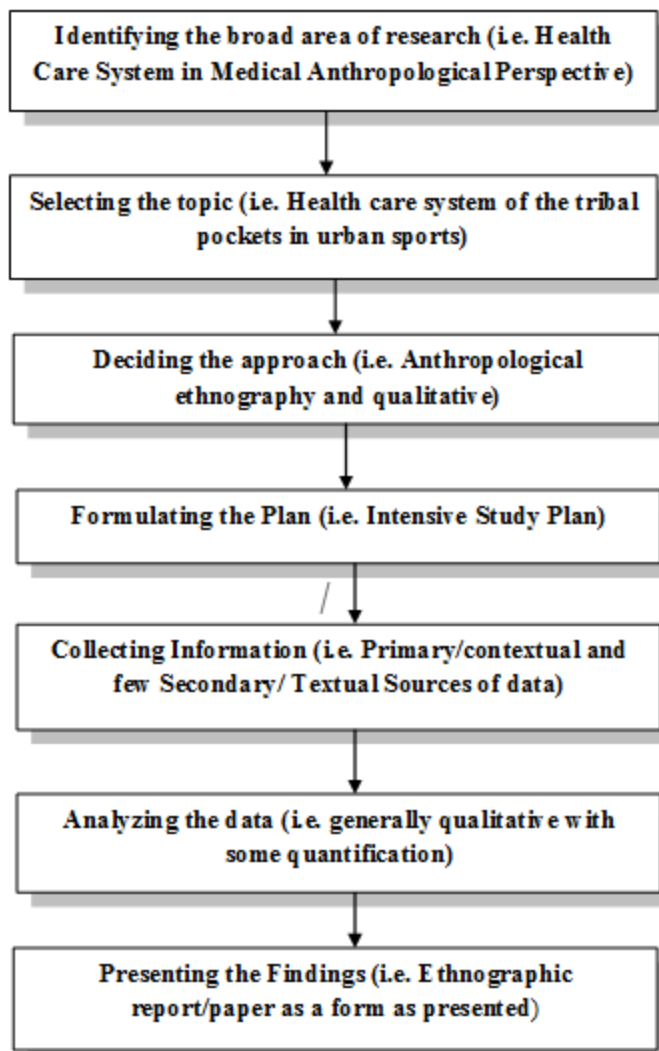 Identifying the broad area of research (i.e. Health
Care System in Medical Anthropological Perspective)
Selecting the topic (i.e. Health care system of the tribal
pockets in urban sports)
Deciding the approach (i.e. Anthropological
ethnography and qualitative)
Formulating the Plan (i.e. Intensive Study Plan)
/
Collecting Information (i.e. Primary/contextual and
few Secondary/ Textual Sources of data)
Analyzing the data (i.e. generally qualitative with
some quantification)
Presenting the Findings (i.e. Ethnographic
report/paper as a form as presented)